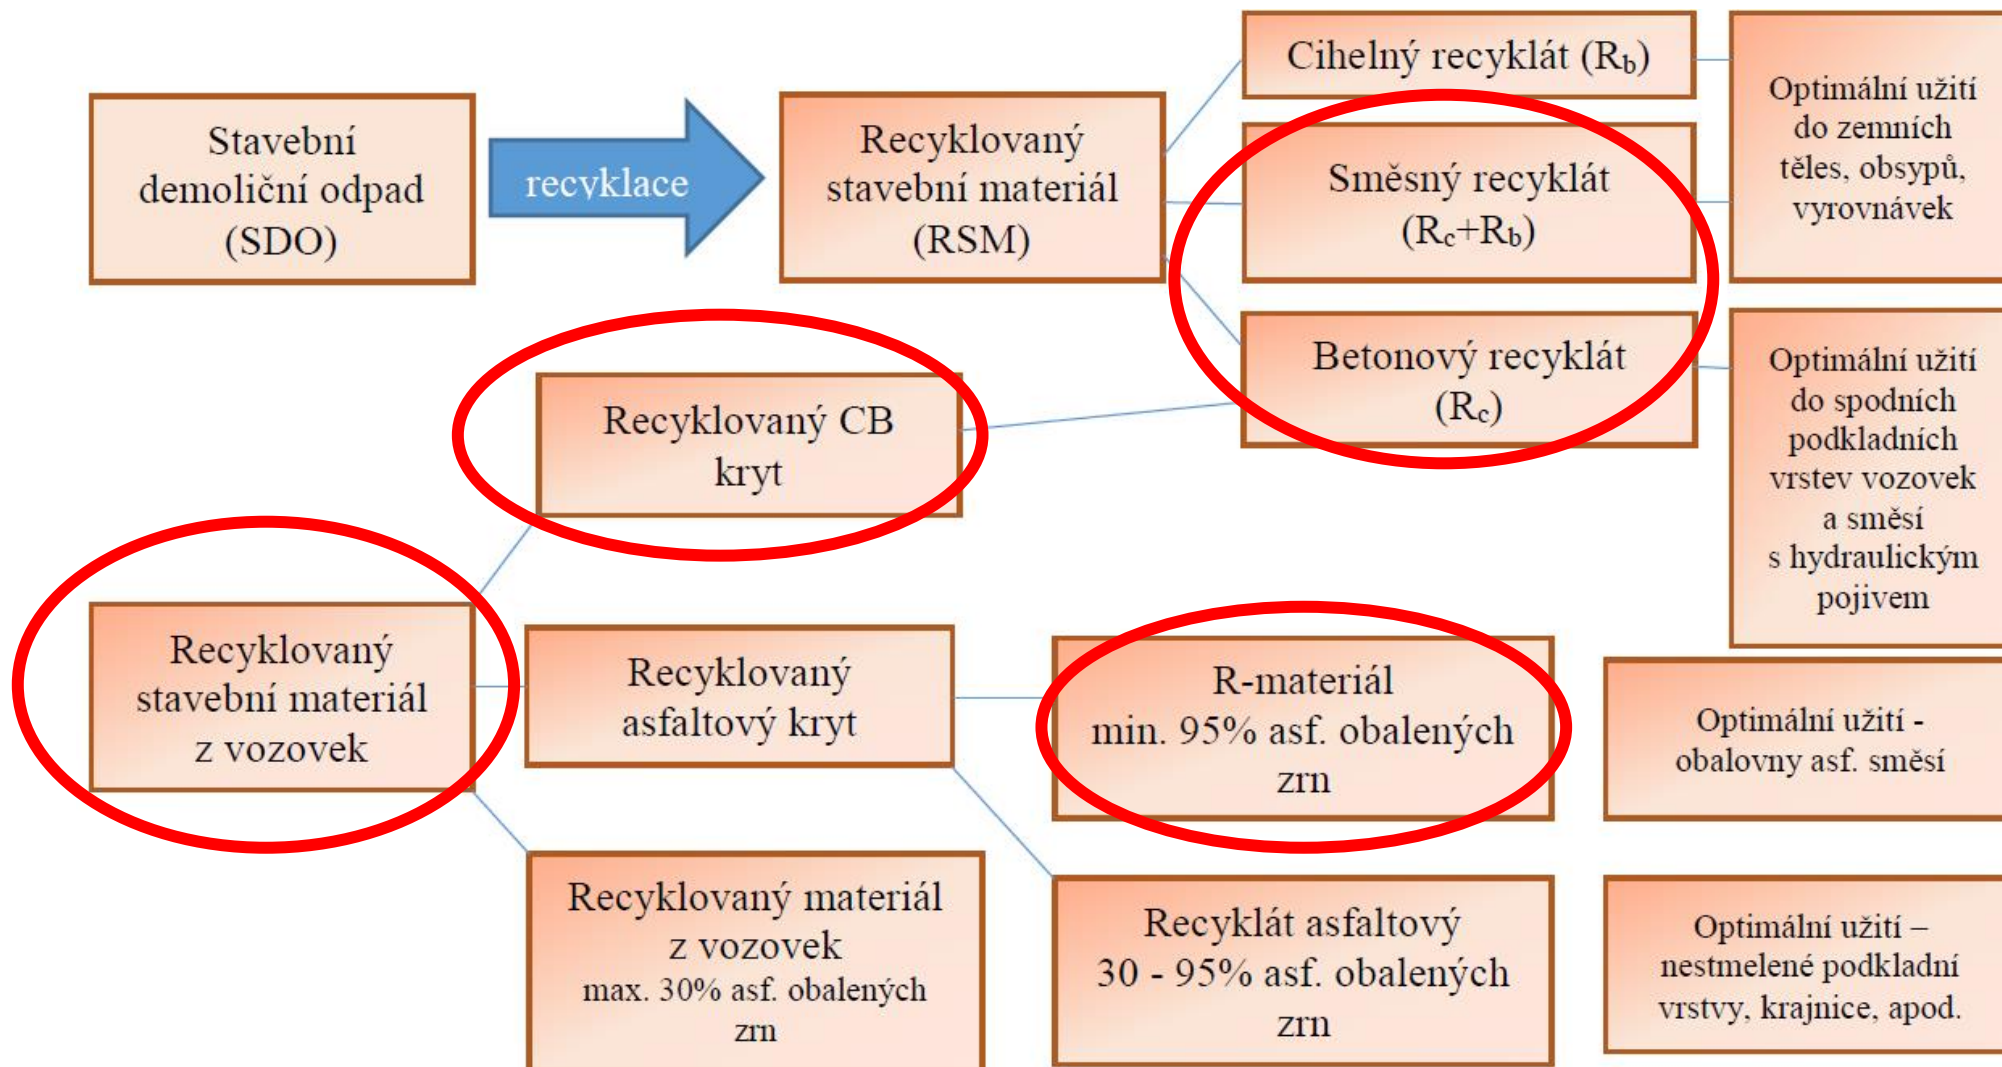 Stavební
demoliční odpad
(SDO)
recyklace
Recyklovaný
stavební materiál
(RSM)
Cihelný recyklát (Rb)
Směsný recyklát
(Rc+Rb)
Betonový recyklát
(Rc)
Optimální užití
do zemních
těles, obsypů,
vyrovnávek
Optimální užití
do spodních
podkladních
vrstev vozovek
a směsí
s hydraulickým
pojivem
Recyklovaný CB
kryt
Recyklovaný
stavební materiál
z vozovek
Recyklovaný
asfaltový kryt
R-materiál
min. 95% asf. obalených
zrn
Optimální užití -
obalovny asf. směsí
Recyklovaný materiál
z vozovek
max. 30% asf. obalených
zrn
Recyklát asfaltový
30 - 95% asf. obalených
zrn
Optimální užití –
nestmelené podkladní
vrstvy, krajnice, apod.